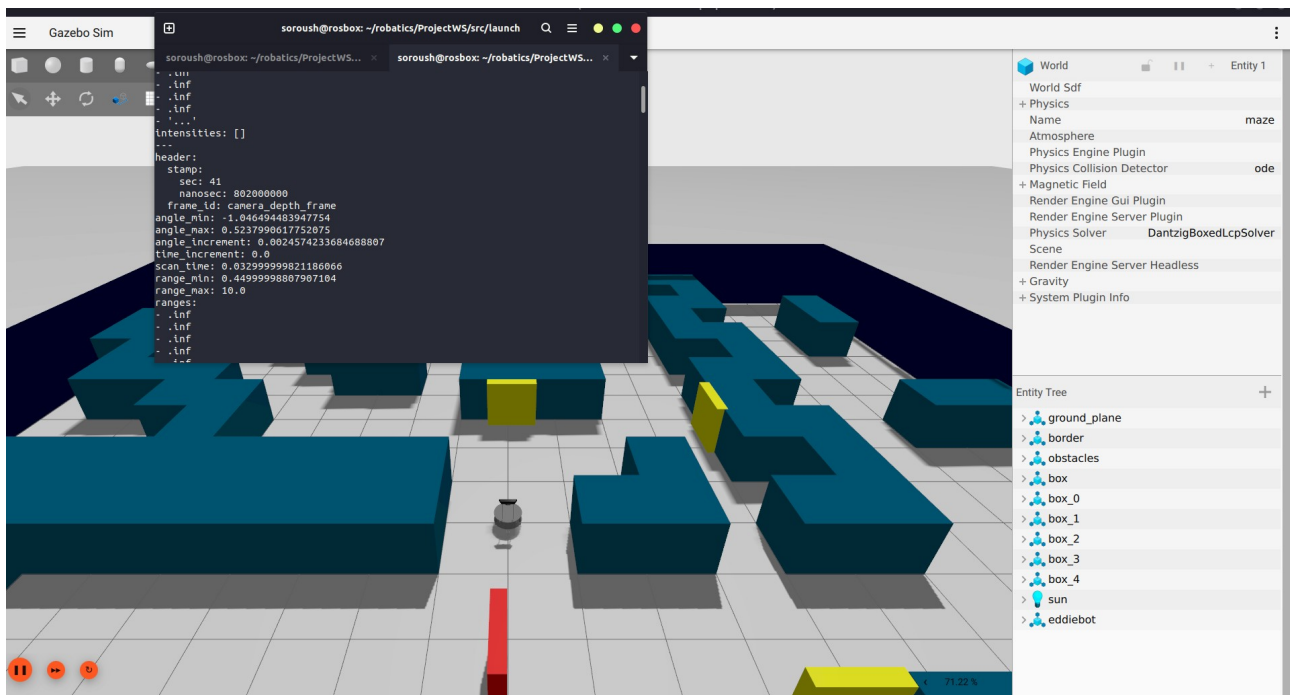 Gazebo Sim
soroush@rosbox: ~/robatics/ProjectWS/src/launch
soroush@rosbox: ~/robatics/ProjectWS... ×
soroush@rosbox: ~/robatics/ProjectWS... ×
- .inf
- .inf
- .inf
- .inf
- '...'
intensities: []
---
header:
stamp:
sec: 41
nanosec: 802000000
frame_id: camera_depth_frame
angle_min: -1.046494483947754
angle_max: 0.5237990617752075
angle_increment: 0.0024574233684688807
time_increment: 0.0
scan_time: 0.032999999821186066
range_min: 0.44999998807907104
range_max: 10.0
ranges:
- .inf
- .inf
- .inf
- .inf
- .inf
World Entity 1
World Sdf
+ Physics
Name maze
Atmosphere
Physics Engine Plugin
Physics Collision Detector ode
+ Magnetic Field
Render Engine Gui Plugin
Render Engine Server Plugin
Physics Solver DantzigBoxedLcpSolver
Scene
Render Engine Server Headless
+ Gravity
+ System Plugin Info
Entity Tree
ground_plane
border
obstacles
box
box_0
box_1
box_2
box_3
box_4
sun
eddiebot
71.22 %